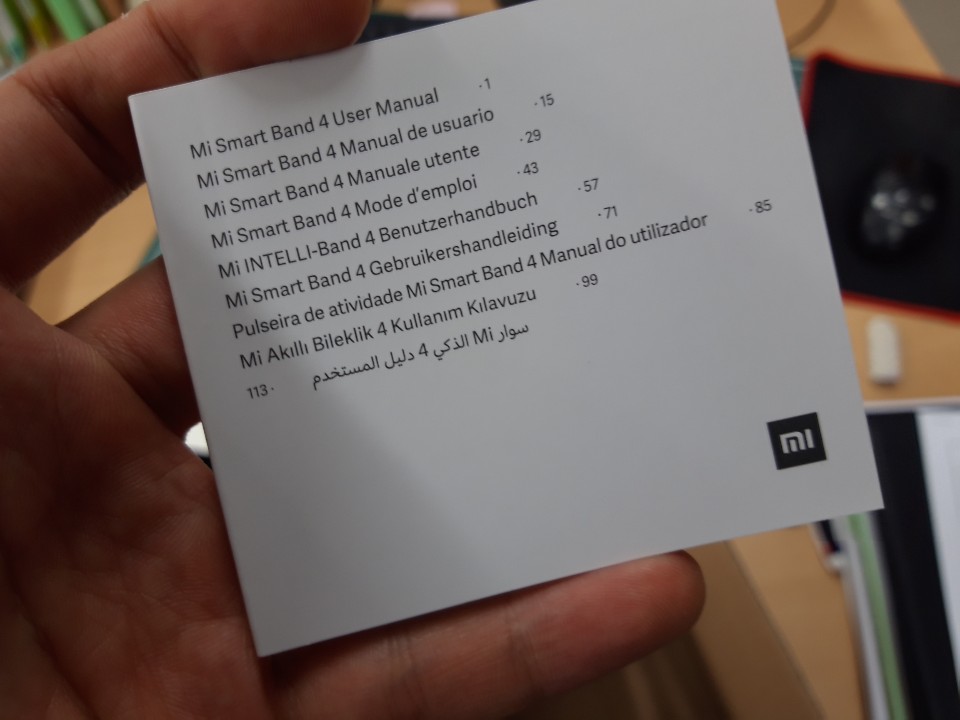 Mi Smart Band 4 User Manual · 1
Mi Smart Band 4 Manual de usuario · 15
Mi Smart Band 4 Manuale utente · 29
Mi Smart Band 4 Mode d'emploi · 43
Mi INTELLI-Band 4 Benutzerhandbuch · 57
Mi Smart Band 4 Gebruikershandleiding · 71
Pulseira de atividade Mi Smart Band 4 Manual do utilizador · 85
Mi Akıllı Bileklik 4 Kullanım Kılavuzu · 99
سوار Mi الذكي 4 دليل المستخدم · 113
mi